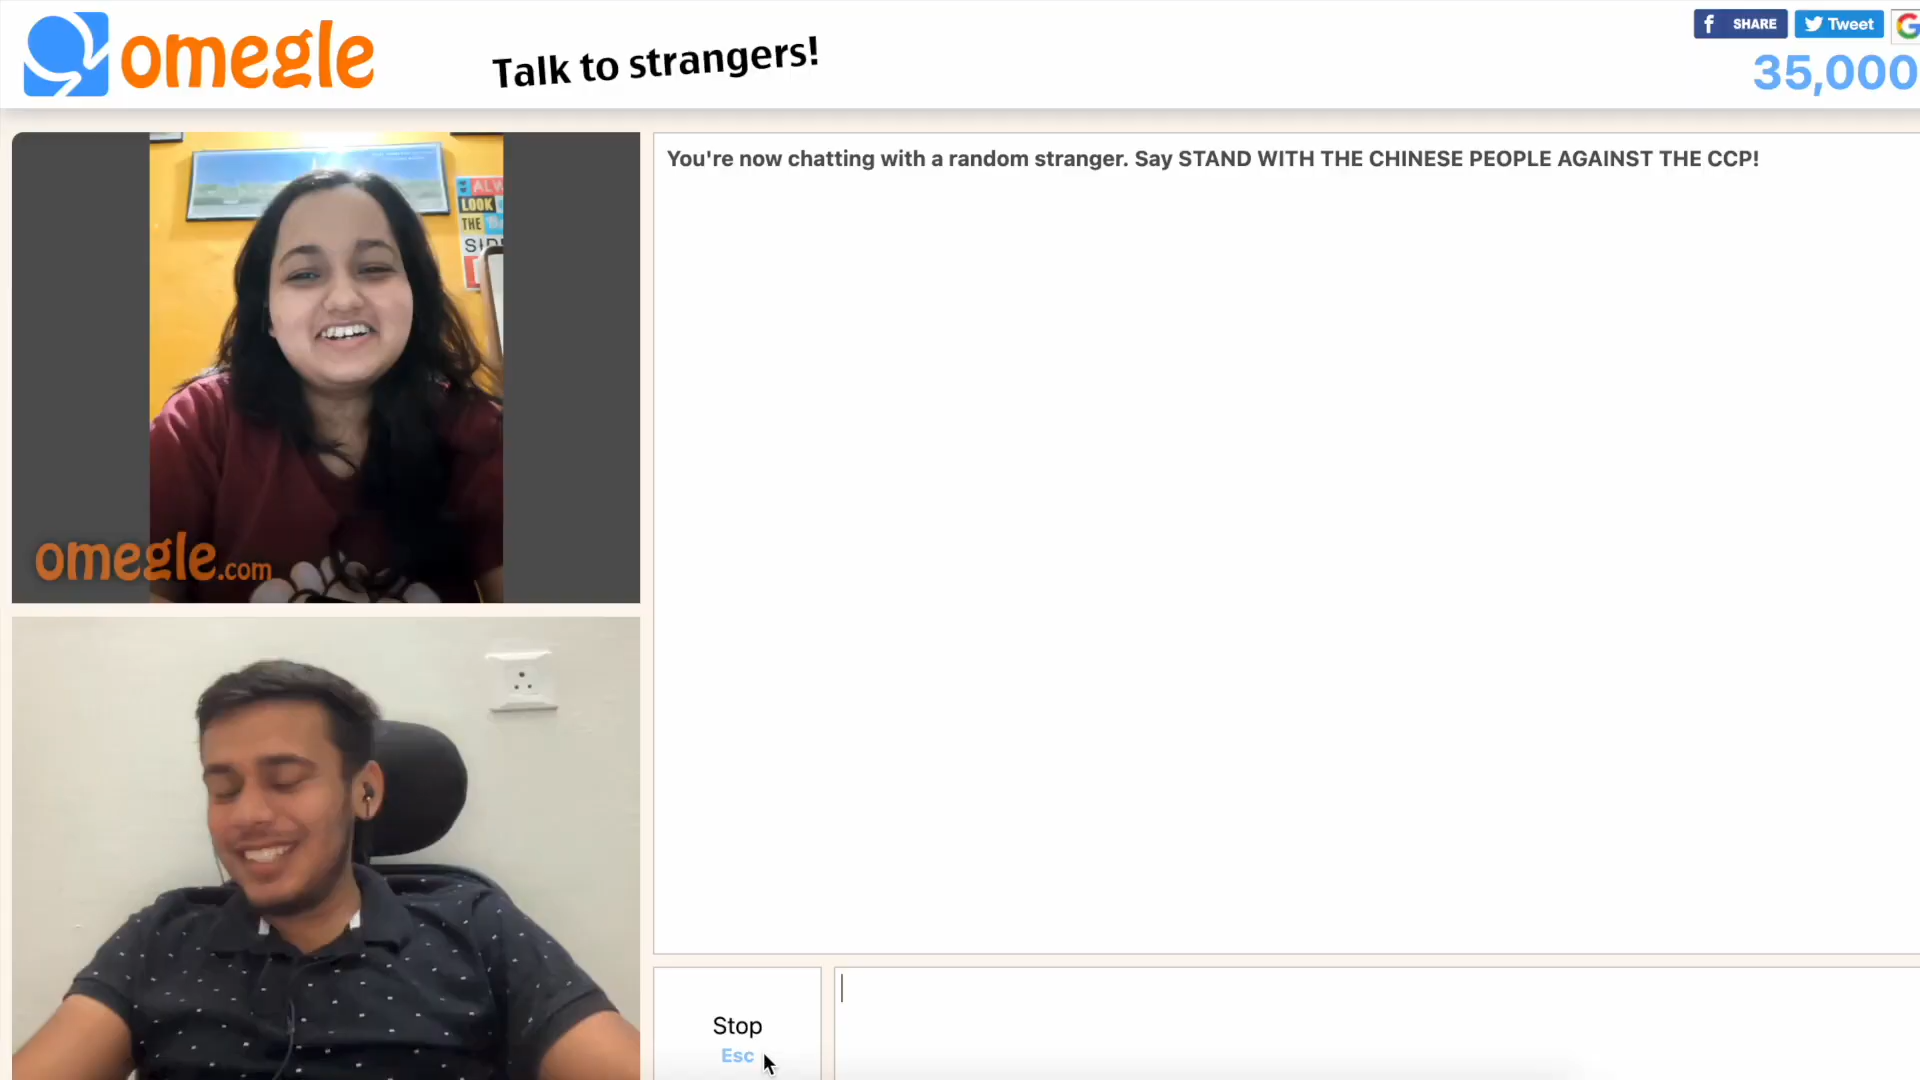 omegle
Talk to strangers!
SHARE
Tweet
35,000
You're now chatting with a random stranger. Say STAND WITH THE CHINESE PEOPLE AGAINST THE CCP!
LOOK
THE
omegle.com
Stop
Esc